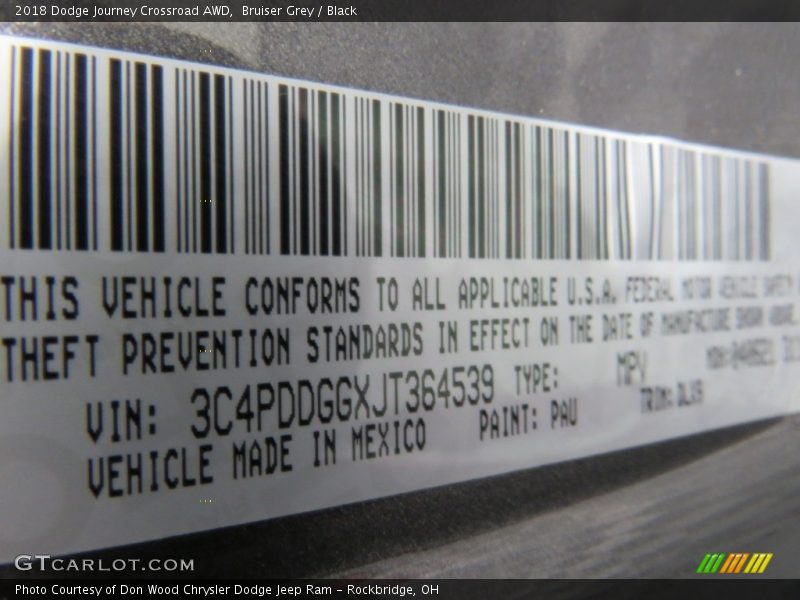 2018 Dodge Journey Crossroad AWD, Bruiser Grey / Black
THIS VEHICLE CONFORMS TO ALL APPLICABLE U.S.A. FEDERAL MOTOR VEHICLE SAFETY
THEFT PREVENTION STANDARDS IN EFFECT ON THE DATE OF MANUFACTURE SHOWN ABOVE.
VIN: 3C4PDDGGXJT364539 TYPE: MPV
VEHICLE MADE IN MEXICO PAINT: PAU TRIM: DLX9
GTCARLOT.COM
Photo Courtesy of Don Wood Chrysler Dodge Jeep Ram – Rockbridge, OH